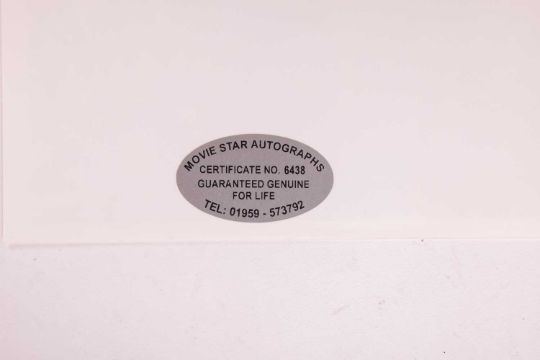 MOVIE STAR AUTOGRAPHS
CERTIFICATE NO. 6438
GUARANTEED GENUINE
FOR LIFE
TEL: 01959 - 573792